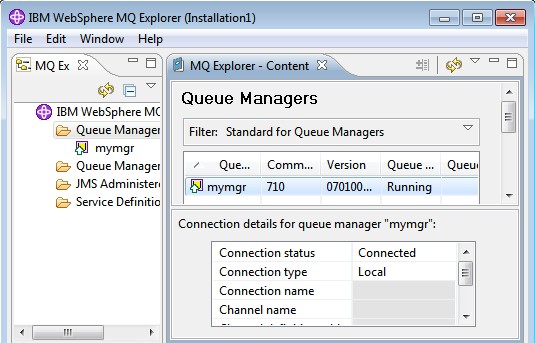 IBM WebSphere MQ Explorer (Installation1)
File Edit Window Help
MQ Ex
IBM WebSphere MQ
Queue Manager
mymgr
Queue Manager
JMS Administere
Service Definitio
MQ Explorer - Content
Queue Managers
Filter: Standard for Queue Managers
Que... Comm... Version Queue ... Queue
mymgr 710 070100... Running
Connection details for queue manager "mymgr":
Connection status Connected
Connection type Local
Connection name
Channel name